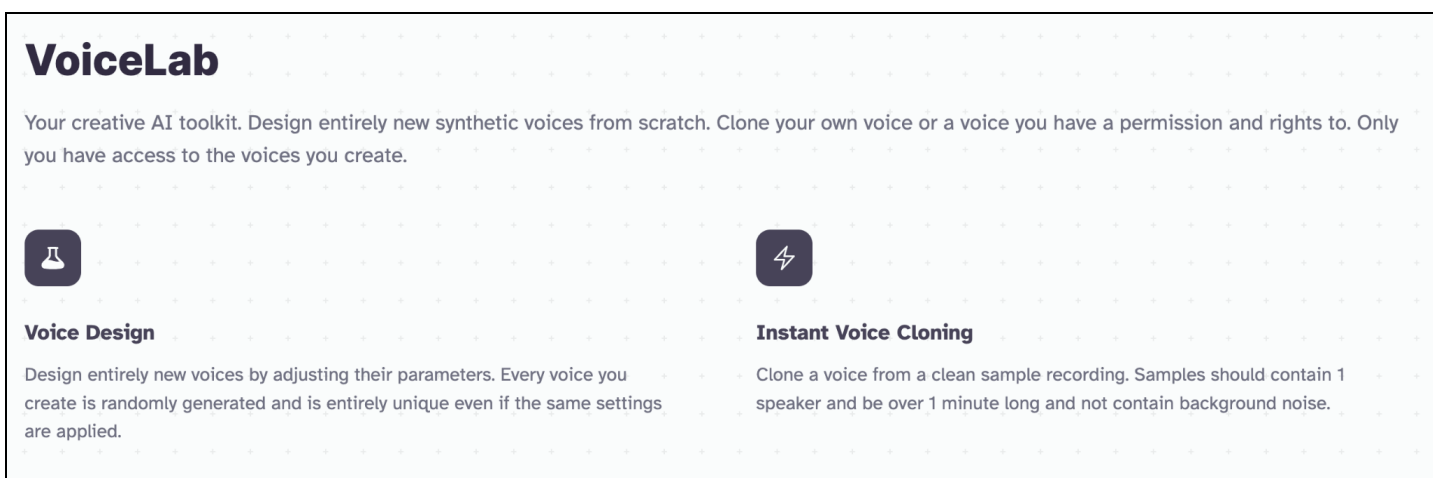 VoiceLab
Your creative AI toolkit. Design entirely new synthetic voices from scratch. Clone your own voice or a voice you have a permission and rights to. Only
you have access to the voices you create.
Voice Design
Design entirely new voices by adjusting their parameters. Every voice you
create is randomly generated and is entirely unique even if the same settings
are applied.
Instant Voice Cloning
Clone a voice from a clean sample recording. Samples should contain 1
speaker and be over 1 minute long and not contain background noise.